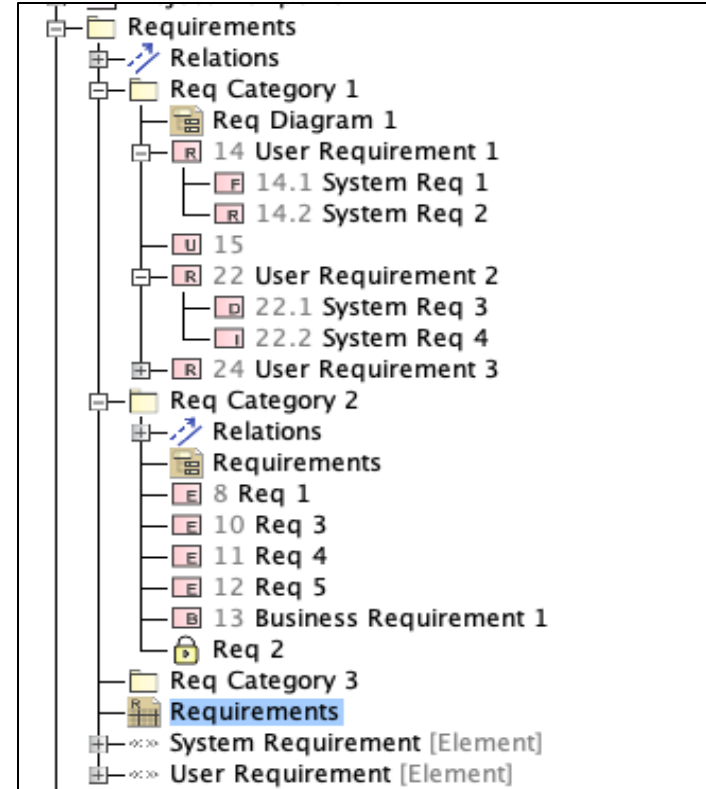 Requirements
Relations
Req Category 1
Req Diagram 1
R 14 User Requirement 1
F 14.1 System Req 1
R 14.2 System Req 2
U 15
R 22 User Requirement 2
D 22.1 System Req 3
I 22.2 System Req 4
R 24 User Requirement 3
Req Category 2
Relations
Requirements
E 8 Req 1
E 10 Req 3
E 11 Req 4
E 12 Req 5
B 13 Business Requirement 1
Req 2
Req Category 3
R Requirements
«» System Requirement [Element]
«» User Requirement [Element]